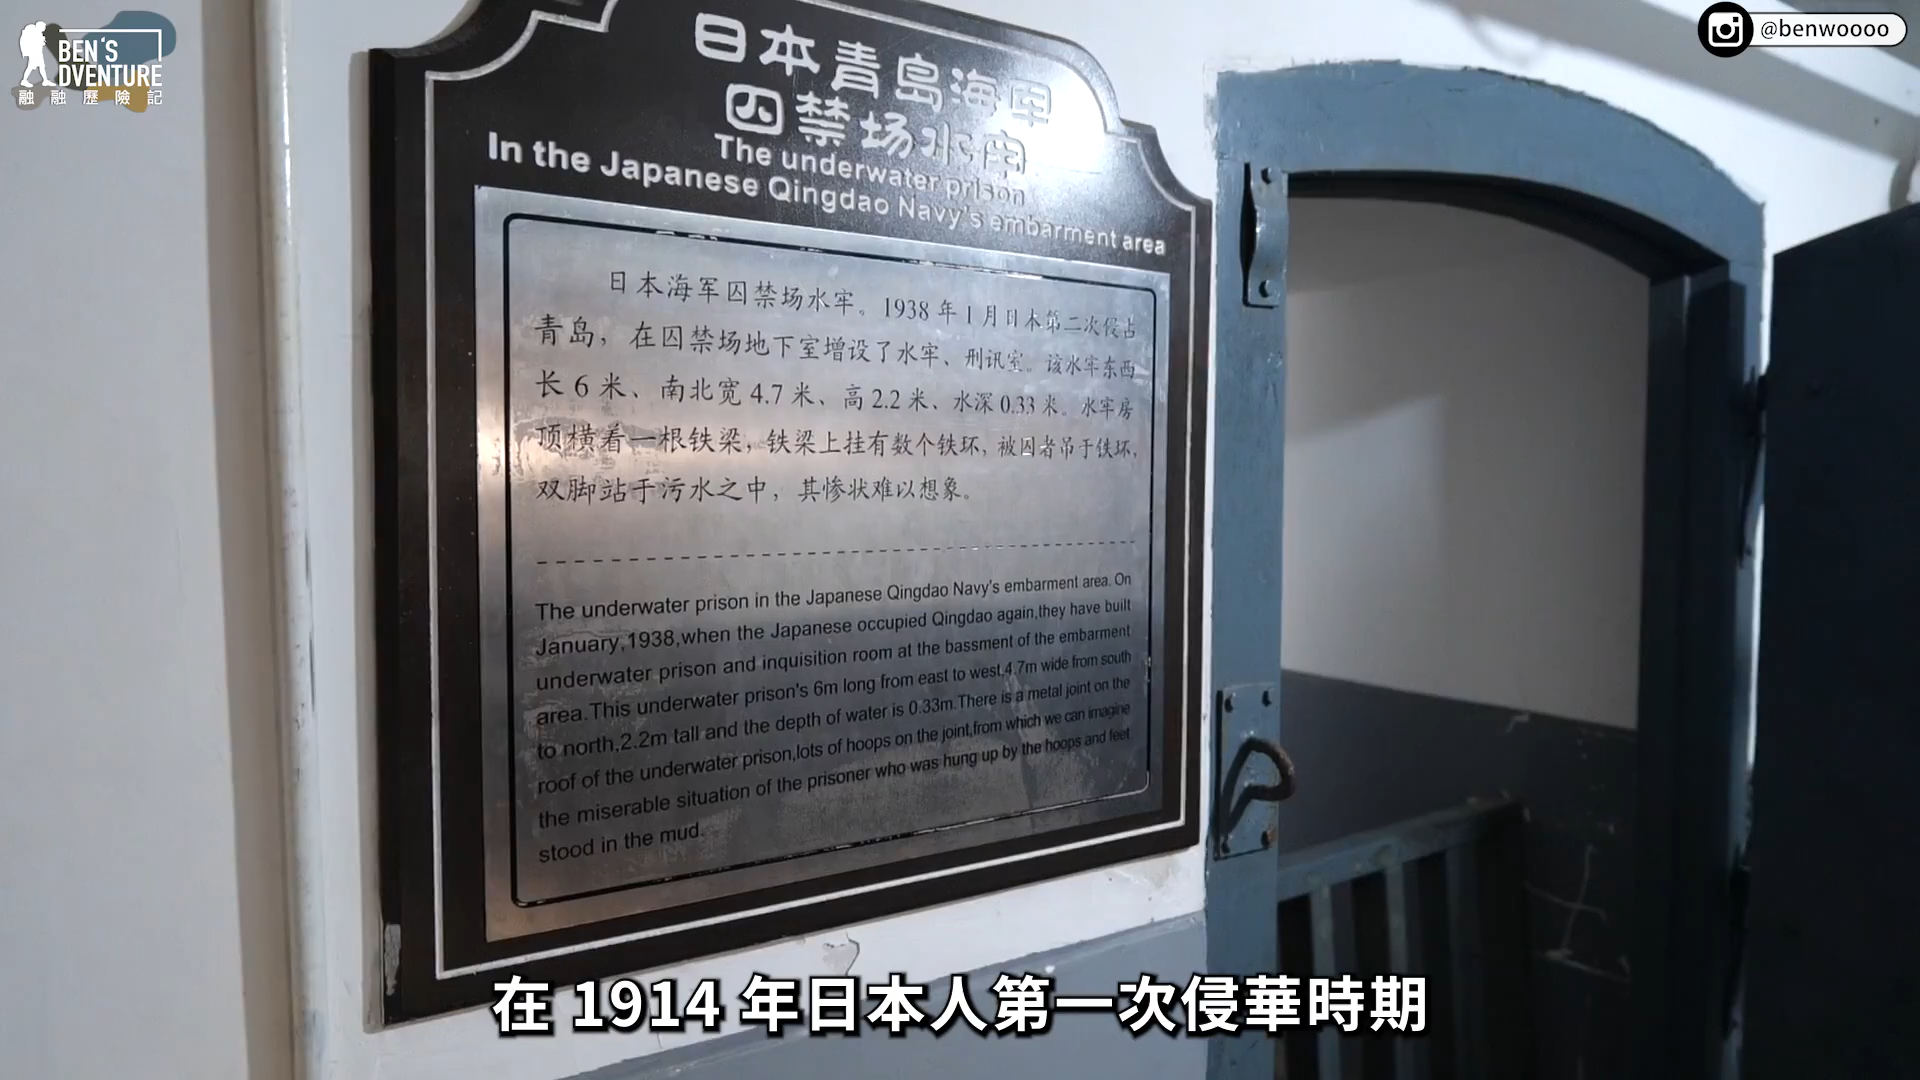 BEN'S
DVENTURE
融融歷險記
@benwoooo
日本青岛海军
囚禁场水牢
The underwater prison
In the Japanese Qingdao Navy's embarment area
日本海军囚禁场水牢。1938 年 1 月日本第二次侵占
青岛，在囚禁场地下室增设了水牢、刑讯室。该水牢东西
长 6 米、南北宽 4.7 米、高 2.2 米、水深 0.33 米。水牢房
顶横着一根铁梁，铁梁上挂有数个铁环，被囚者吊于铁环，
双脚站于污水之中，其惨状难以想象。
The underwater prison in the Japanese Qingdao Navy's embarment area. On
January,1938,when the Japanese occupied Qingdao again,they have built
underwater prison and inquisition room at the bassment of the embarment
area.This underwater prison's 6m long from east to west,4.7m wide from south
to north,2.2m tall and the depth of water is 0.33m.There is a metal joint on the
roof of the underwater prison,lots of hoops on the joint,from which we can imagine
the miserable situation of the prisoner who was hung up by the hoops and feet
stood in the mud.
在 1914 年日本人第一次侵華時期